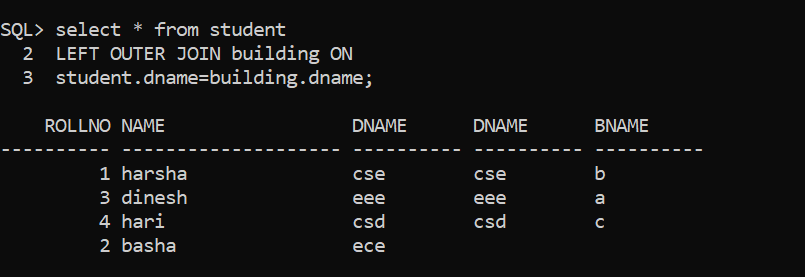 SQL> select * from student
  2  LEFT OUTER JOIN building ON
  3  student.dname=building.dname;

    ROLLNO NAME                 DNAME      DNAME      BNAME
---------- -------------------- ---------- ---------- ----------
         1 harsha               cse        cse        b
         3 dinesh               eee        eee        a
         4 hari                 csd        csd        c
         2 basha                ece